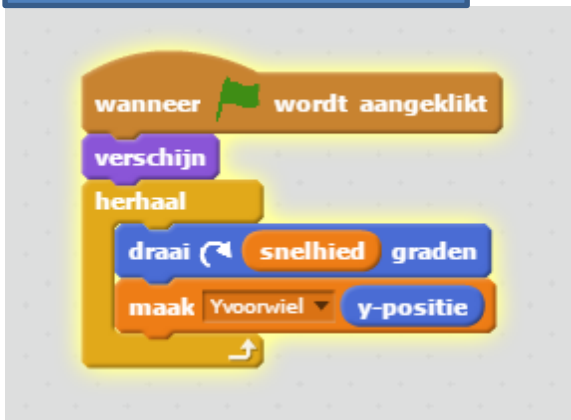 wanneer wordt aangeklikt
verschijn
herhaal
draai snelhied graden
maak Yvoorwiel y-positie